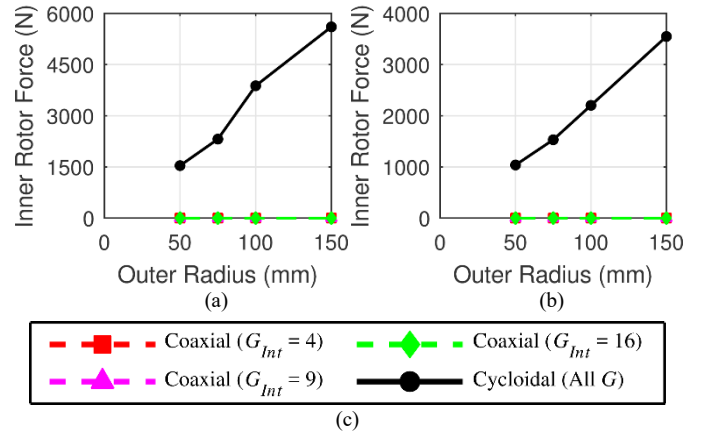 Inner Rotor Force (N)
6000
4500
3000
1500
0
0 50 100 150
Outer Radius (mm)
(a)
Inner Rotor Force (N)
4000
3000
2000
1000
0
0 50 100 150
Outer Radius (mm)
(b)
Coaxial (G_Int = 4)
Coaxial (G_Int = 16)
Coaxial (G_Int = 9)
Cycloidal (All G)
(c)